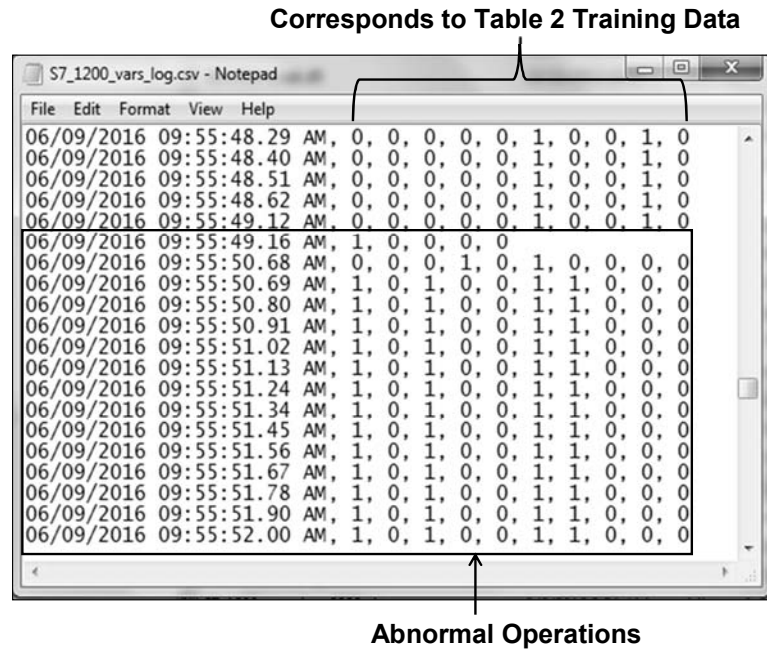 Corresponds to Table 2 Training Data
S7_1200_vars_log.csv - Notepad
File Edit Format View Help
06/09/2016 09:55:48.29 AM, 0, 0, 0, 0, 0, 1, 0, 0, 1, 0
06/09/2016 09:55:48.40 AM, 0, 0, 0, 0, 0, 1, 0, 0, 1, 0
06/09/2016 09:55:48.51 AM, 0, 0, 0, 0, 0, 1, 0, 0, 1, 0
06/09/2016 09:55:48.62 AM, 0, 0, 0, 0, 0, 1, 0, 0, 1, 0
06/09/2016 09:55:49.12 AM, 0, 0, 0, 0, 0, 1, 0, 0, 1, 0
06/09/2016 09:55:49.16 AM, 1, 0, 0, 0, 0
06/09/2016 09:55:50.68 AM, 0, 0, 0, 1, 0, 1, 0, 0, 0, 0
06/09/2016 09:55:50.69 AM, 1, 0, 1, 0, 0, 1, 1, 0, 0, 0
06/09/2016 09:55:50.80 AM, 1, 0, 1, 0, 0, 1, 1, 0, 0, 0
06/09/2016 09:55:50.91 AM, 1, 0, 1, 0, 0, 1, 1, 0, 0, 0
06/09/2016 09:55:51.02 AM, 1, 0, 1, 0, 0, 1, 1, 0, 0, 0
06/09/2016 09:55:51.13 AM, 1, 0, 1, 0, 0, 1, 1, 0, 0, 0
06/09/2016 09:55:51.24 AM, 1, 0, 1, 0, 0, 1, 1, 0, 0, 0
06/09/2016 09:55:51.34 AM, 1, 0, 1, 0, 0, 1, 1, 0, 0, 0
06/09/2016 09:55:51.45 AM, 1, 0, 1, 0, 0, 1, 1, 0, 0, 0
06/09/2016 09:55:51.56 AM, 1, 0, 1, 0, 0, 1, 1, 0, 0, 0
06/09/2016 09:55:51.67 AM, 1, 0, 1, 0, 0, 1, 1, 0, 0, 0
06/09/2016 09:55:51.78 AM, 1, 0, 1, 0, 0, 1, 1, 0, 0, 0
06/09/2016 09:55:51.90 AM, 1, 0, 1, 0, 0, 1, 1, 0, 0, 0
06/09/2016 09:55:52.00 AM, 1, 0, 1, 0, 0, 1, 1, 0, 0, 0
Abnormal Operations